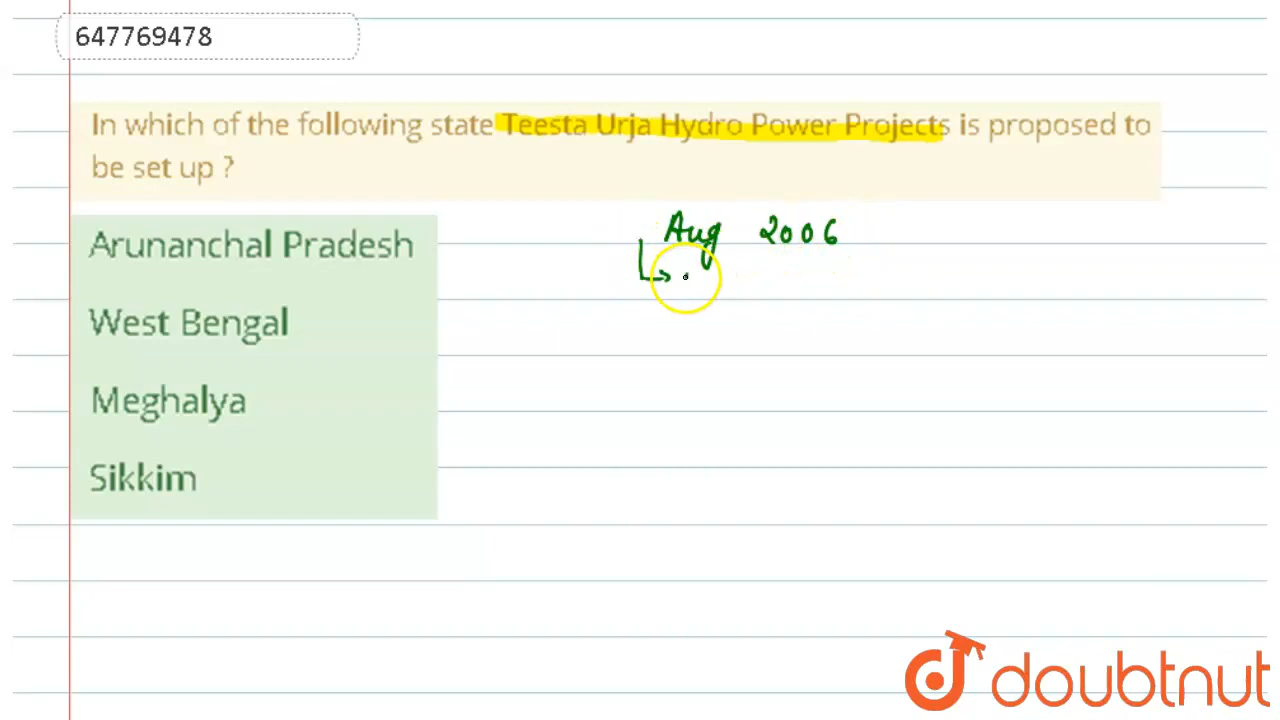 647769478
In which of the following state Teesta Urja Hydro Power Projects is proposed to
be set up ?
Arunanchal Pradesh
Aug 2006
West Bengal
Meghalya
Sikkim
doubtnut